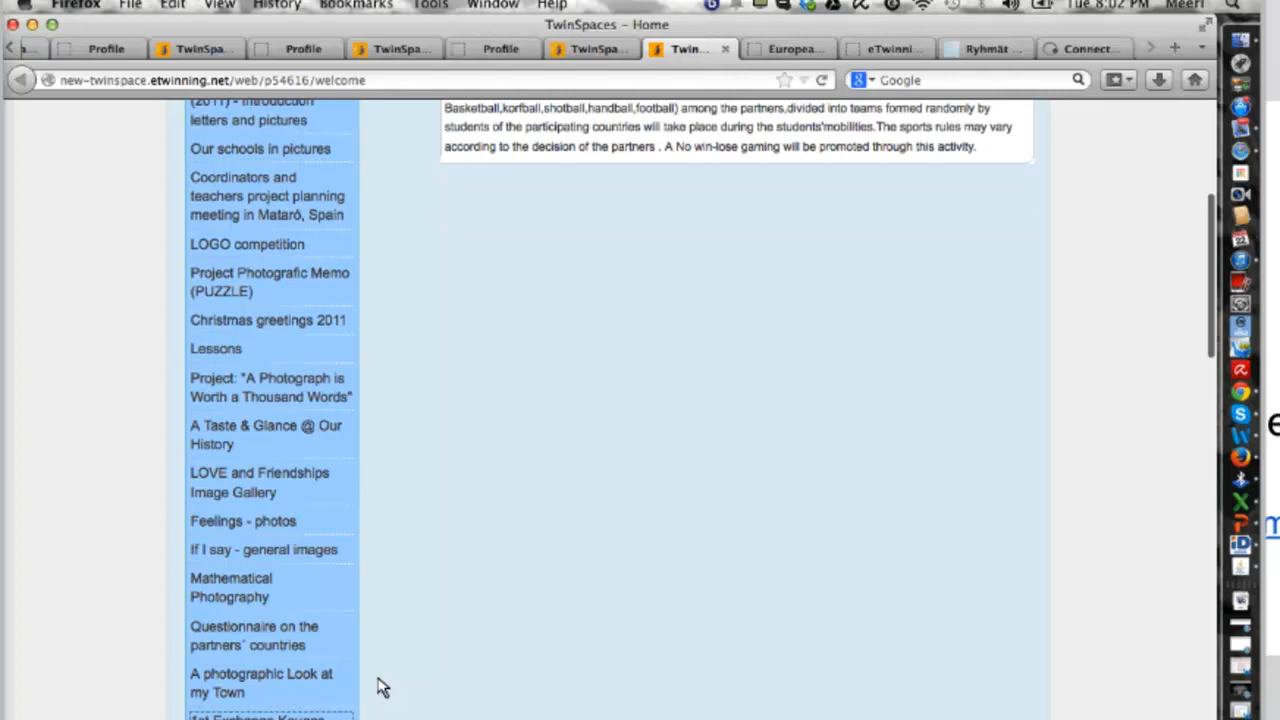 Firefox File Edit View History Bookmarks Tools Window Help Tue 8:02 PM Meeri
TwinSpaces - Home
Profile TwinSpa... Profile TwinSpa... Profile TwinSpa... Twin... Europea... eTwinni... Ryhmät ... Connect...
new-twinspace.etwinning.net/web/p54616/welcome
Google
(2011) - Introduction
letters and pictures
Our schools in pictures
Coordinators and
teachers project planning
meeting in Mataró, Spain
LOGO competition
Project Photografic Memo
(PUZZLE)
Christmas greetings 2011
Lessons
Project: "A Photograph is
Worth a Thousand Words"
A Taste & Glance @ Our
History
LOVE and Friendships
Image Gallery
Feelings - photos
If I say - general images
Mathematical
Photography
Questionnaire on the
partners´ countries
A photographic Look at
my Town
1st Exchange
Basketball,korfball,shotball,handball,football) among the partners,divided into teams formed randomly by
students of the participating countries will take place during the students'mobilities.The sports rules may vary
according to the decision of the partners . A No win-lose gaming will be promoted through this activity.